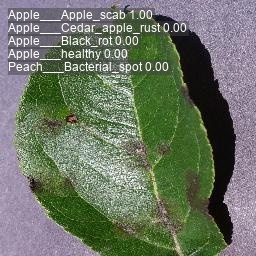 Apple___Apple_scab 1.00
Apple___Cedar_apple_rust 0.00
Apple___Black_rot 0.00
Apple___healthy 0.00
Peach___Bacterial_spot 0.00